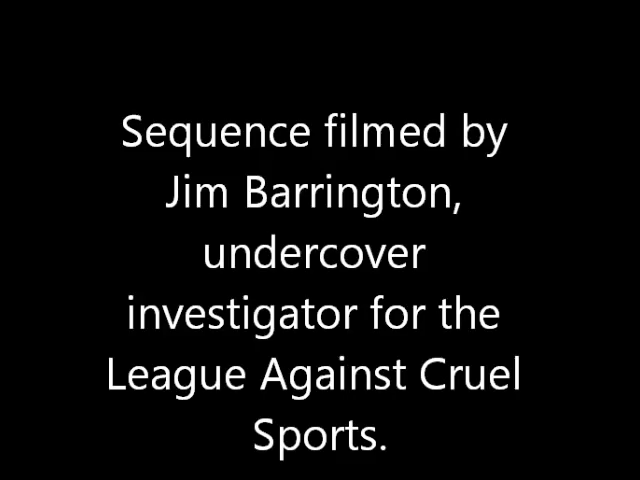 Sequence filmed by
Jim Barrington,
undercover
investigator for the
League Against Cruel
Sports.